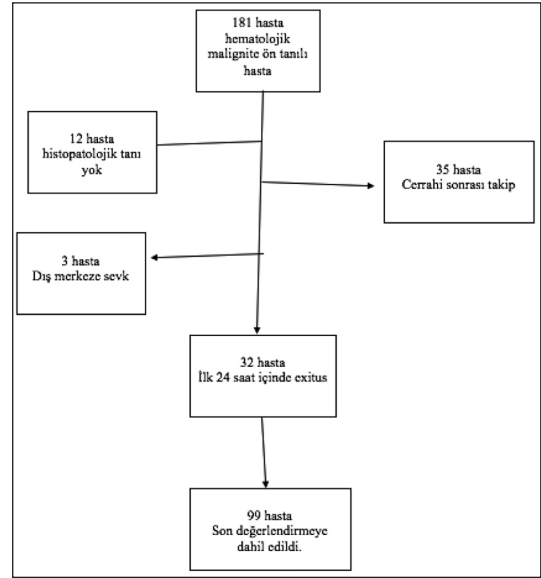 181 hasta
hematolojik
malignite ön tanılı
hasta
12 hasta
histopatolojik tanı
yok
35 hasta
Cerrahi sonrası takip
3 hasta
Dış merkeze sevk
32 hasta
İlk 24 saat içinde exitus
99 hasta
Son değerlendirmeye
dahil edildi.